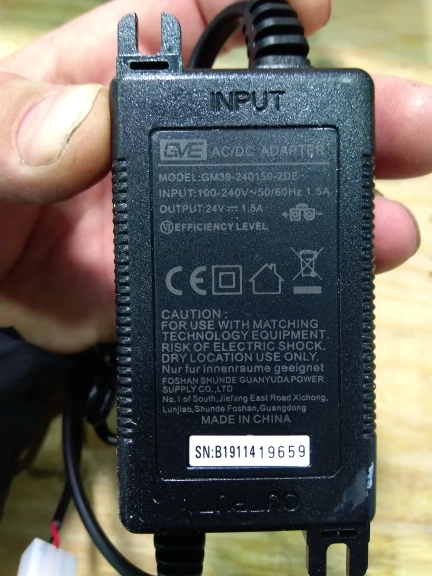 INPUT
GVE AC/DC ADAPTER
MODEL:GM39-240150-2DE
INPUT:100-240V~50/60Hz 1.5A
OUTPUT:24V⎓1.5A
VI EFFICIENCY LEVEL
CE
CAUTION :
FOR USE WITH MATCHING
TECHNOLOGY EQUIPMENT.
RISK OF ELECTRIC SHOCK.
DRY LOCATION USE ONLY.
Nur fur innenraume geeignet
FOSHAN SHUNDE GUANYUDA POWER
SUPPLY CO.,LTD
No.1 of South,Jiefang East Road Xichong,
Lunjiao,Shunde Foshan,Guangdong
MADE IN CHINA
SN:B191419659
OUTPUT